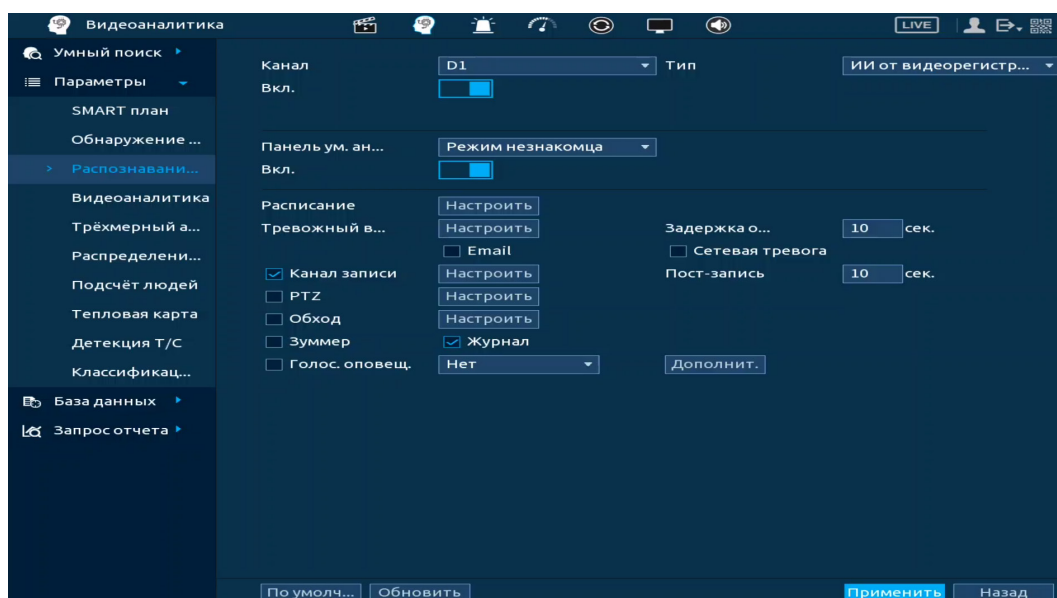 Видеоаналитика LIVE
Умный поиск
Параметры
SMART план
Обнаружение ...
Распознавани...
Видеоаналитика
Трёхмерный а...
Распределени...
Подсчёт людей
Тепловая карта
Детекция Т/С
Классификац...
База данных
Запрос отчета
Канал D1 Тип ИИ от видеорегистр...
Вкл.
Панель ум. ан... Режим незнакомца
Вкл.
Расписание Настроить
Тревожный в... Настроить Задержка о... 10 сек.
Email Сетевая тревога
Канал записи Настроить Пост-запись 10 сек.
PTZ Настроить
Обход Настроить
Зуммер Журнал
Голос. оповещ. Нет Дополнит.
По умолч... Обновить Применить Назад